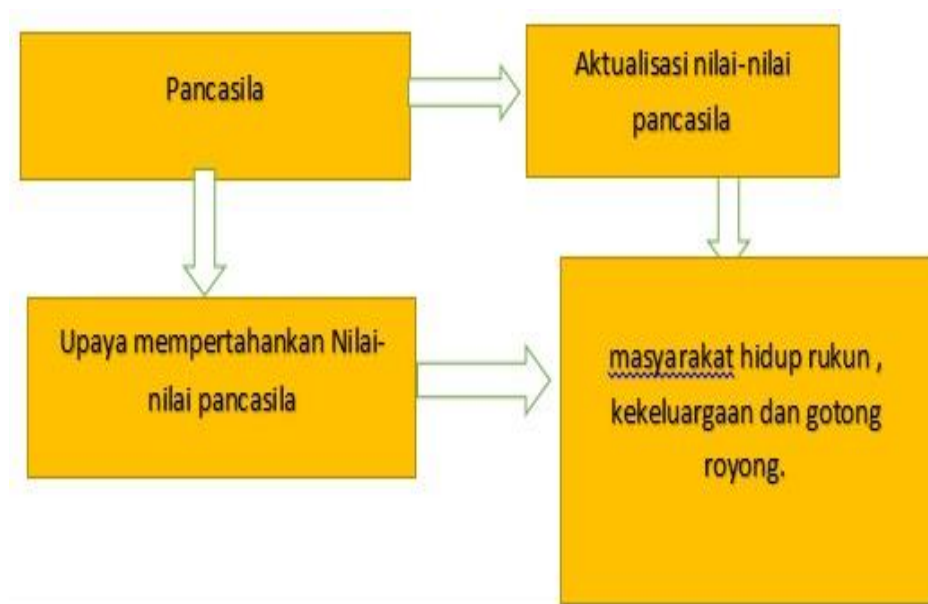 Pancasila
Aktualisasi nilai-nilai
pancasila
Upaya mempertahankan Nilai-
nilai pancasila
masyarakat hidup rukun ,
kekeluargaan dan gotong
royong.